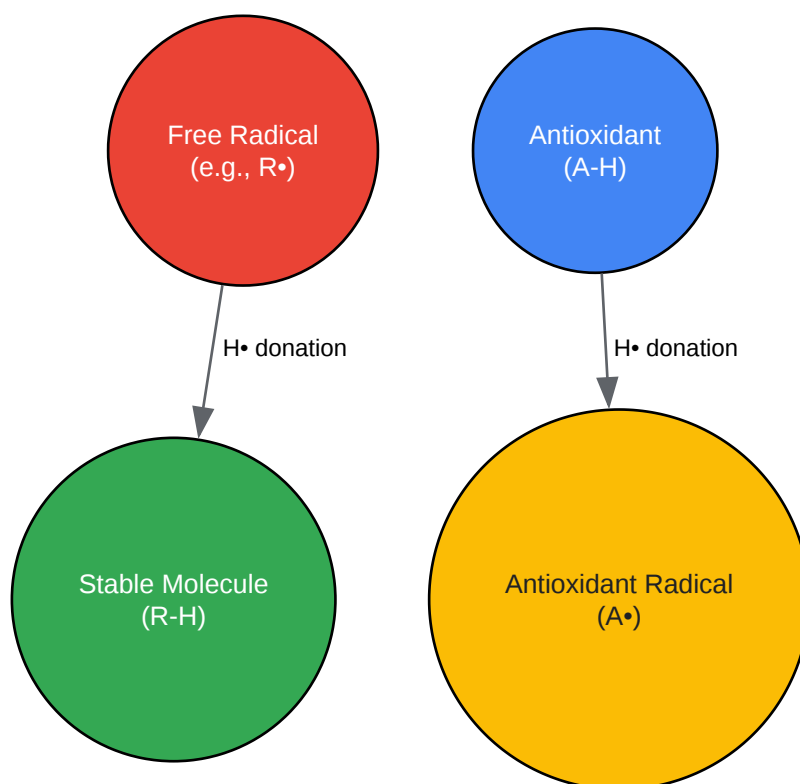 Free Radical
(e.g., R•)
Antioxidant
(A-H)
H• donation
H• donation
Stable Molecule
(R-H)
Antioxidant Radical
(A•)